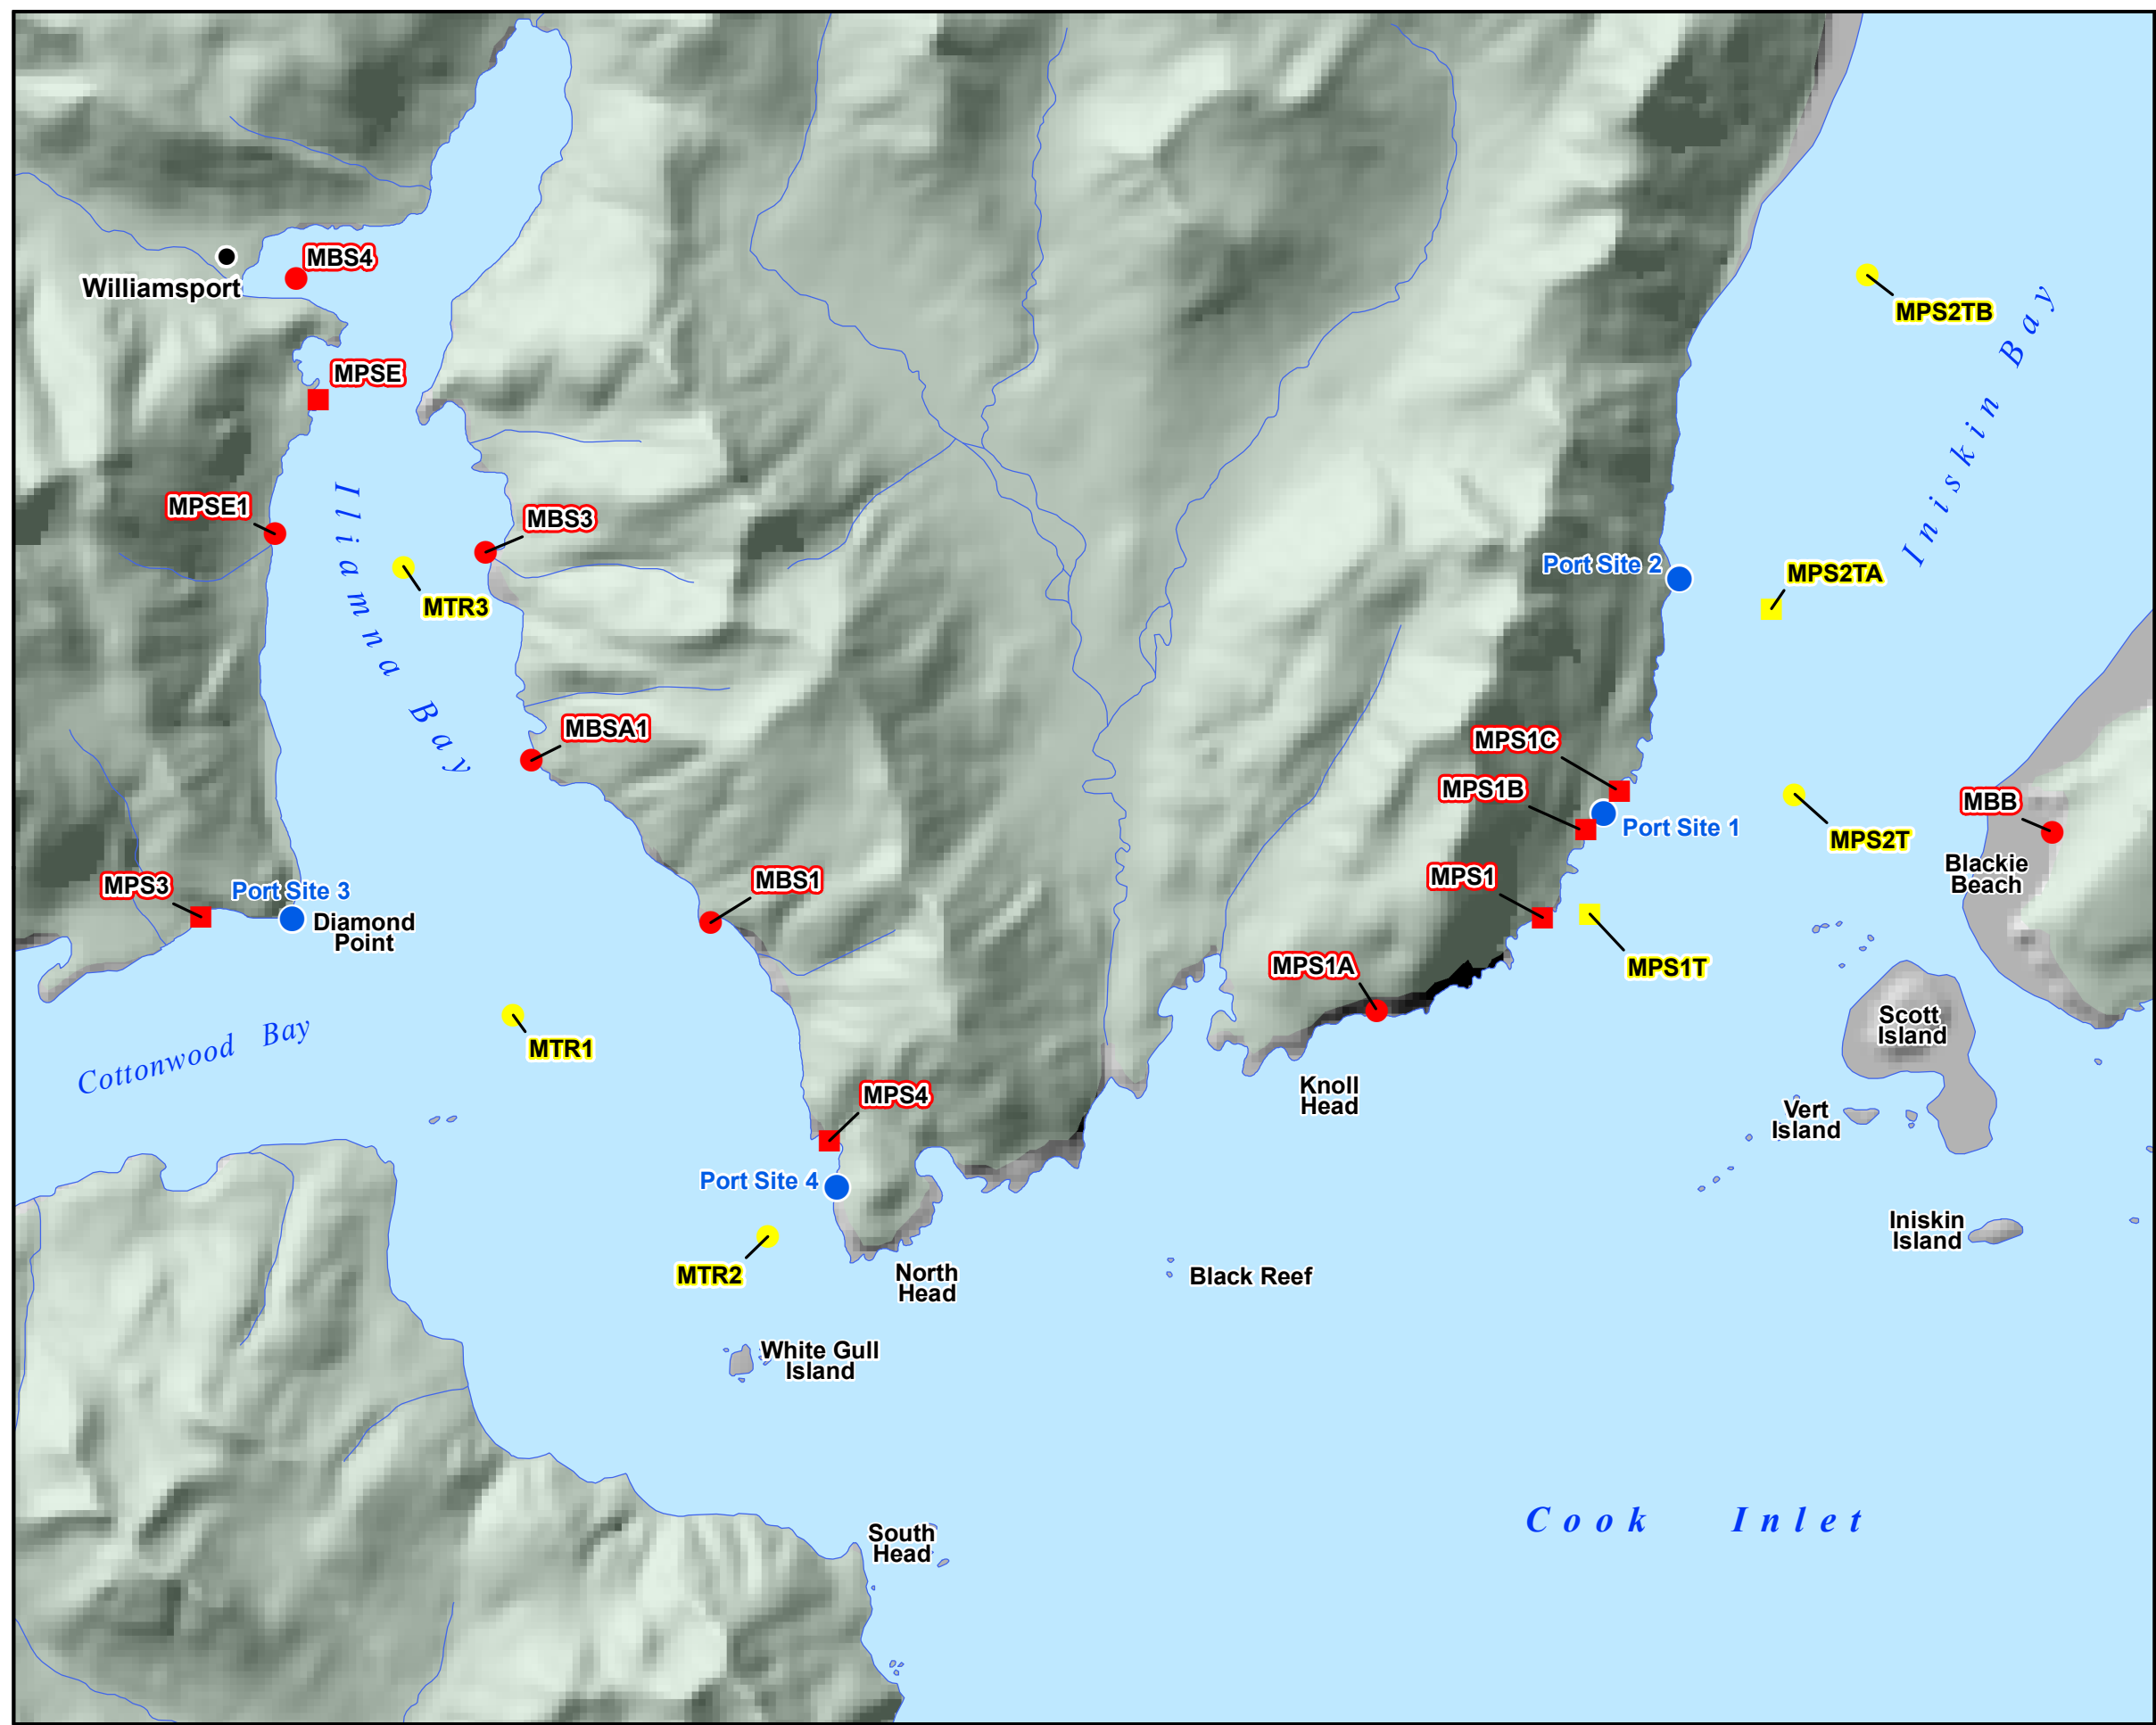 MBS4
Williamsport
MPS2TB
MPSE
Iniskin Bay
MPSE1
MBS3
Iliamna Bay
Port Site 2
MPS2TA
MTR3
MBSA1
MPS1C
MPS1B
MBB
Port Site 1
MPS2T
Blackie
Beach
MPS3
Port Site 3
MBS1
MPS1
Diamond
Point
MPS1A
MPS1T
Scott
Island
Cottonwood Bay
MTR1
Knoll
Head
MPS4
Vert
Island
Port Site 4
Iniskin
Island
MTR2
North
Head
Black Reef
White Gull
Island
Cook Inlet
South
Head